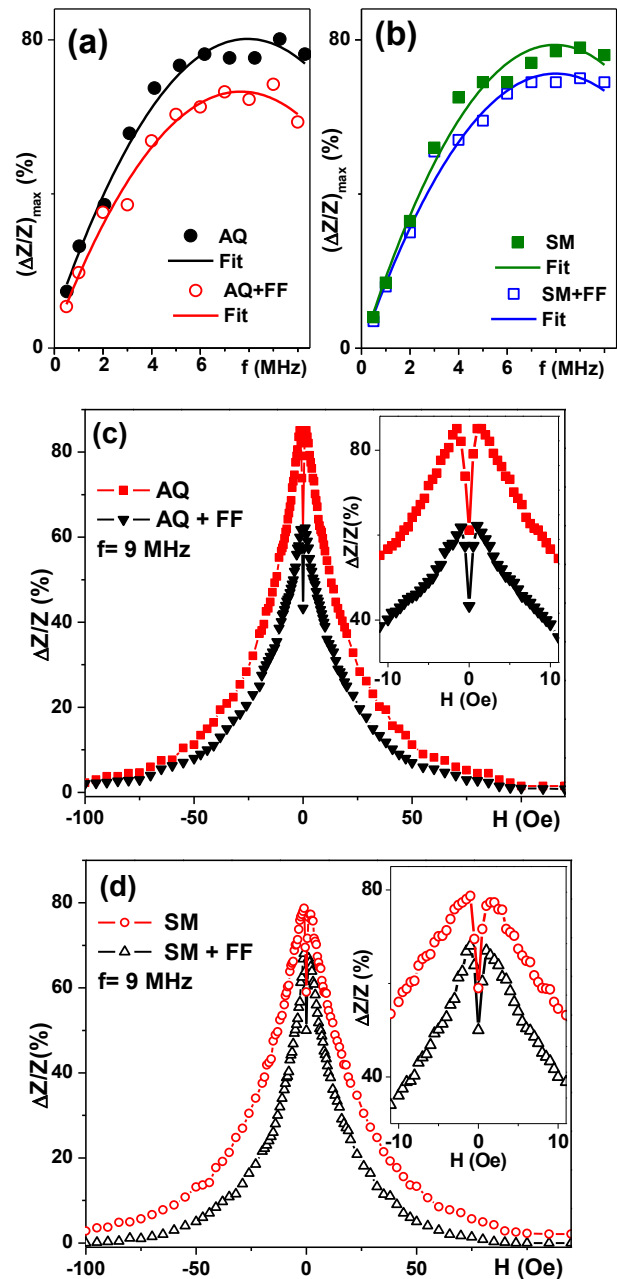 (a)
(ΔZ/Z)max (%)
80
0
AQ
Fit
AQ+FF
Fit
2
4
6
f (MHz)
(b)
(ΔZ/Z)max (%)
80
0
SM
Fit
SM+FF
Fit
0
2
4
6
8
f (MHz)
(c)
ΔZ/Z (%)
80
60
40
20
0
AQ
AQ + FF
f= 9 MHz
-100
-50
0
50
H (Oe)
ΔZ/Z(%)
80
40
-10
0
10
H (Oe)
(d)
ΔZ/Z(%)
80
60
40
20
0
SM
SM + FF
f= 9 MHz
-100
-50
0
50
H (Oe)
ΔZ/Z (%)
80
40
-10
0
10
H (Oe)